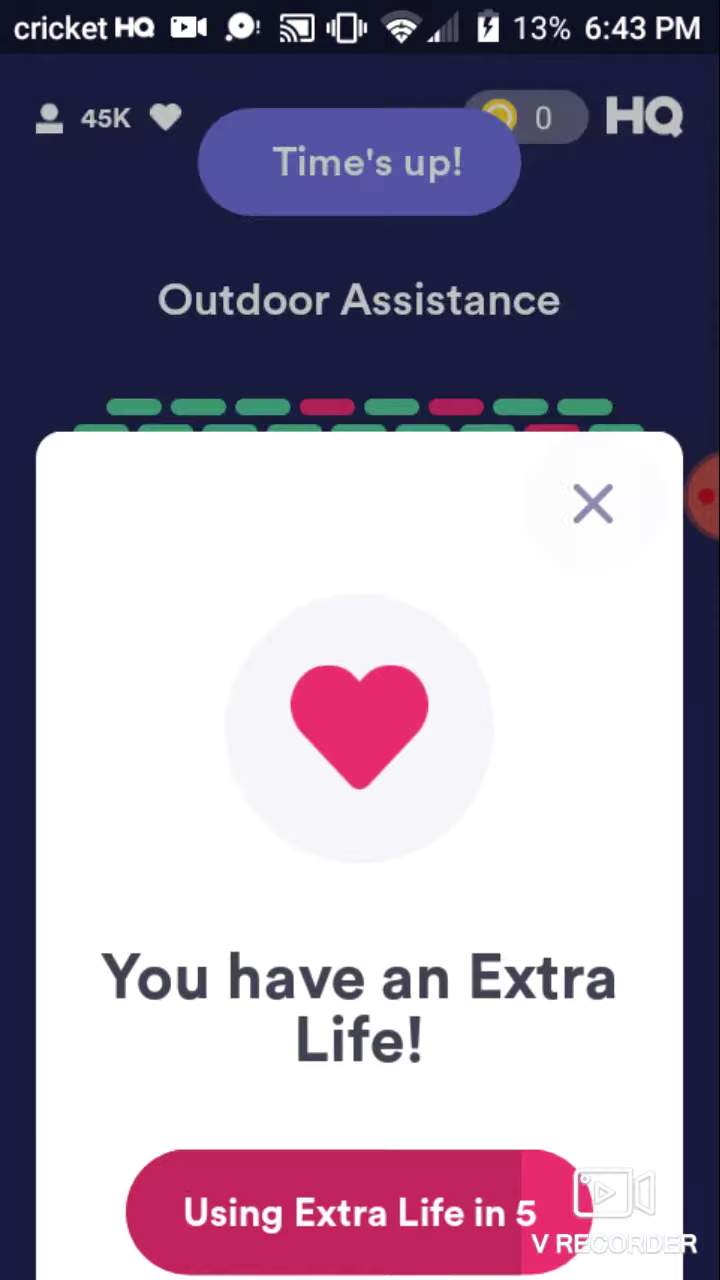 cricket HQ 13% 6:43 PM
45K 0 HQ
Time's up!
Outdoor Assistance
You have an Extra
Life!
Using Extra Life in 5
V RECORDER